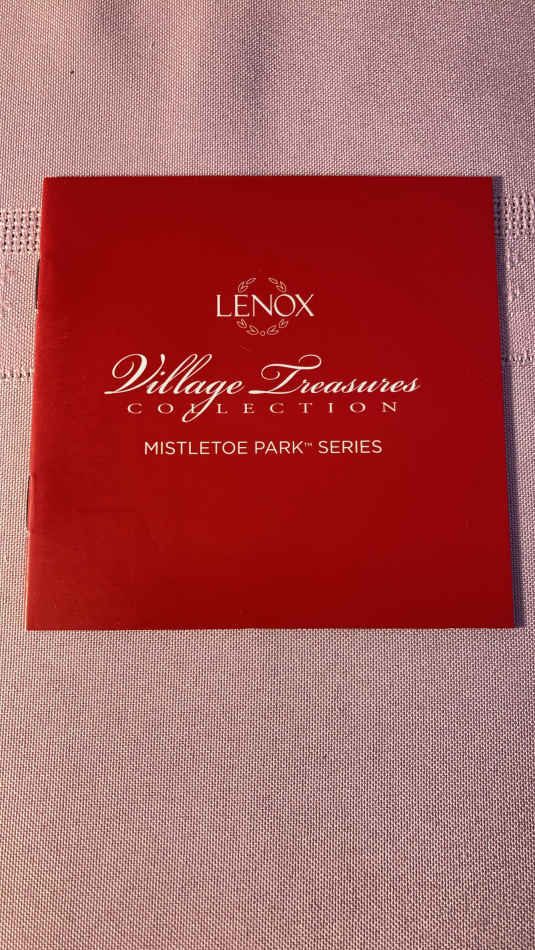 LENOX
Village Treasures
COLLECTION
MISTLETOE PARK™ SERIES